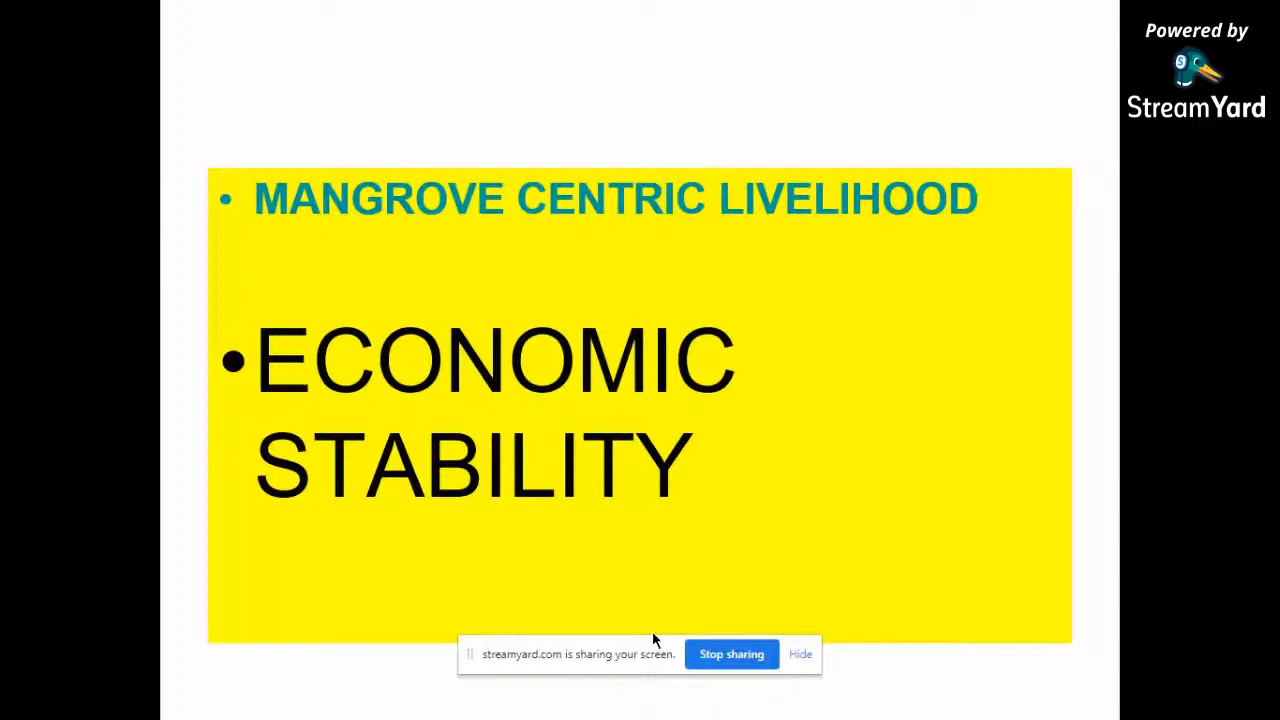 Powered by
StreamYard
• MANGROVE CENTRIC LIVELIHOOD
• ECONOMIC
STABILITY
streamyard.com is sharing your screen. Stop sharing Hide